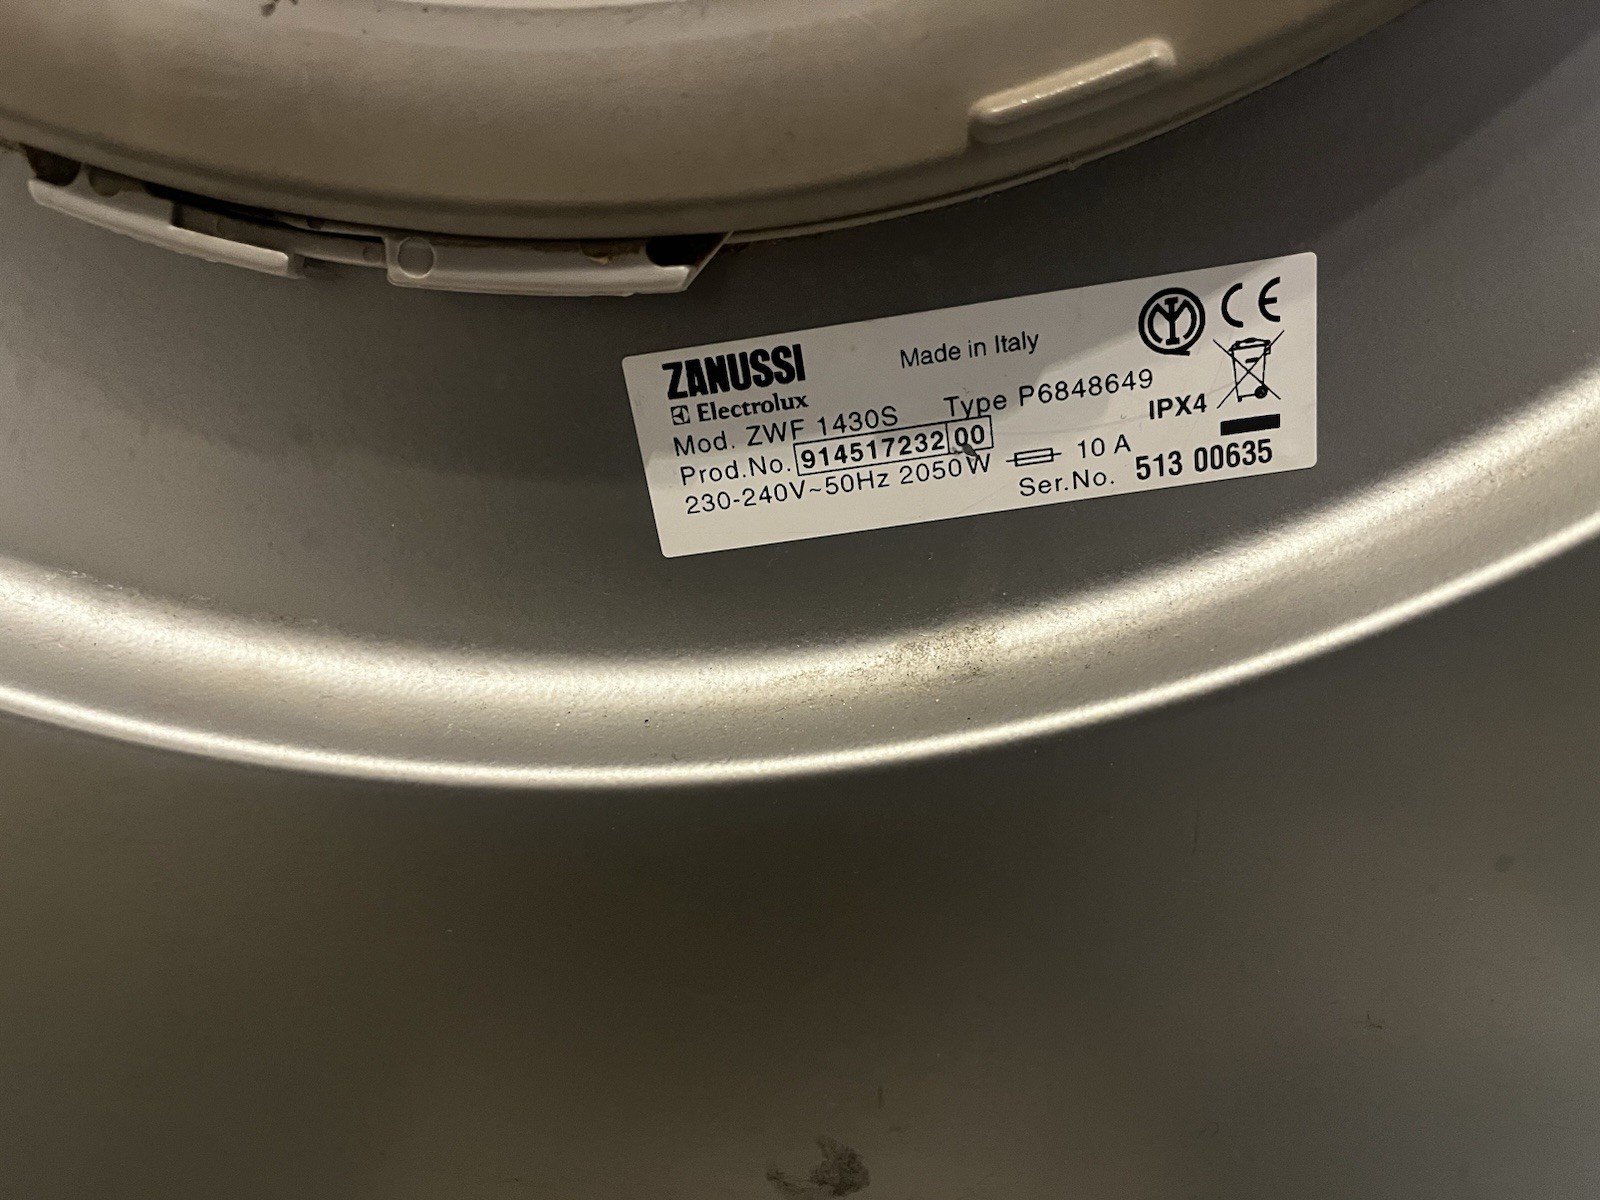 ZANUSSI
Electrolux
Made in Italy
CE
Mod. ZWF 1430S Type P6848649
Prod.No. 914517232 00
IPX4
230-240V~50Hz 2050W 10 A
Ser.No. 513 00635